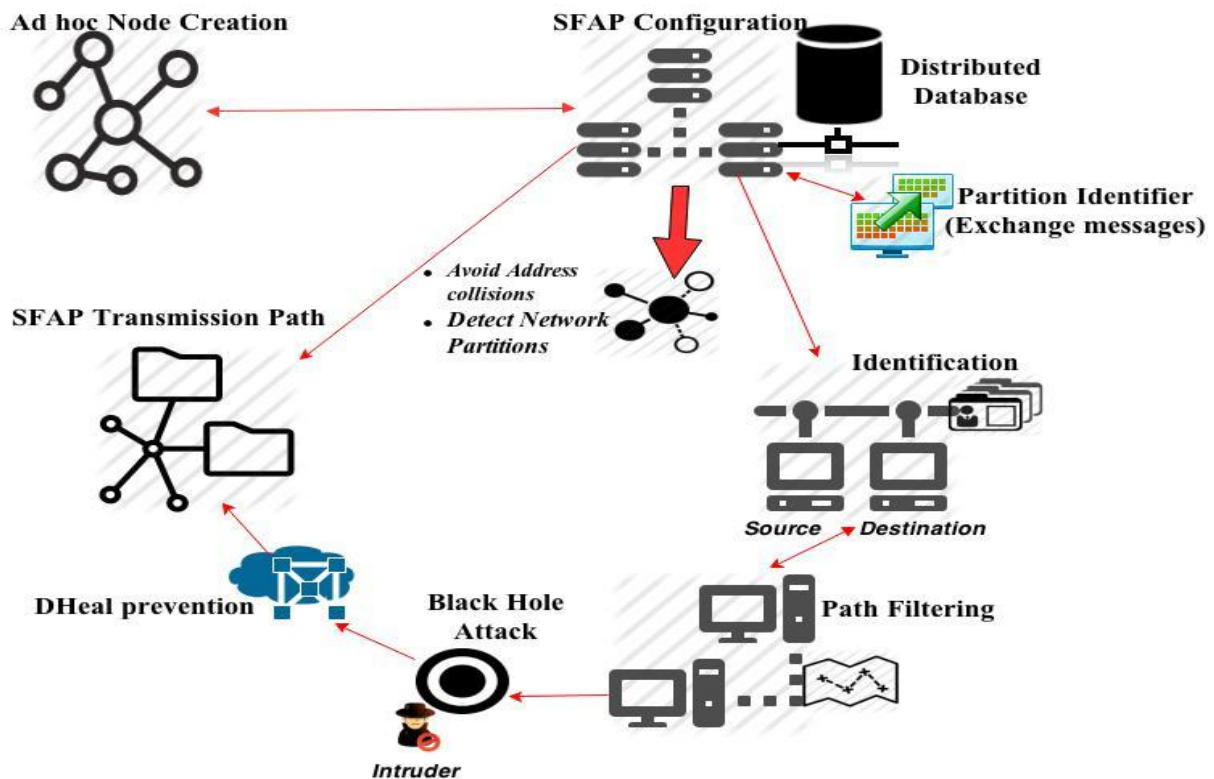 Ad hoc Node Creation
SFAP Configuration
Distributed
Database
Partition Identifier
(Exchange messages)
• Avoid Address
collisions
• Detect Network
Partitions
SFAP Transmission Path
Identification
Source
Destination
DHeal prevention
Black Hole
Attack
Path Filtering
Intruder